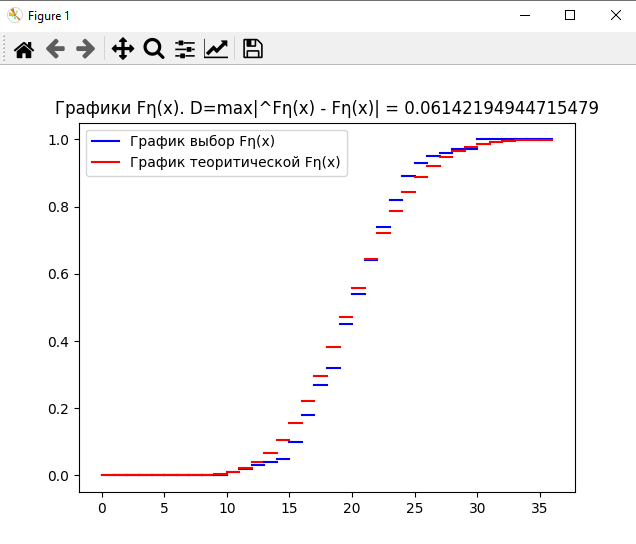 Figure 1
Графики Fη(x). D=max|^Fη(x) - Fη(x)| = 0.06142194944715479
График выбор Fη(x)
График теоритической Fη(x)
1.0
0.8
0.6
0.4
0.2
0.0
0 5 10 15 20 25 30 35